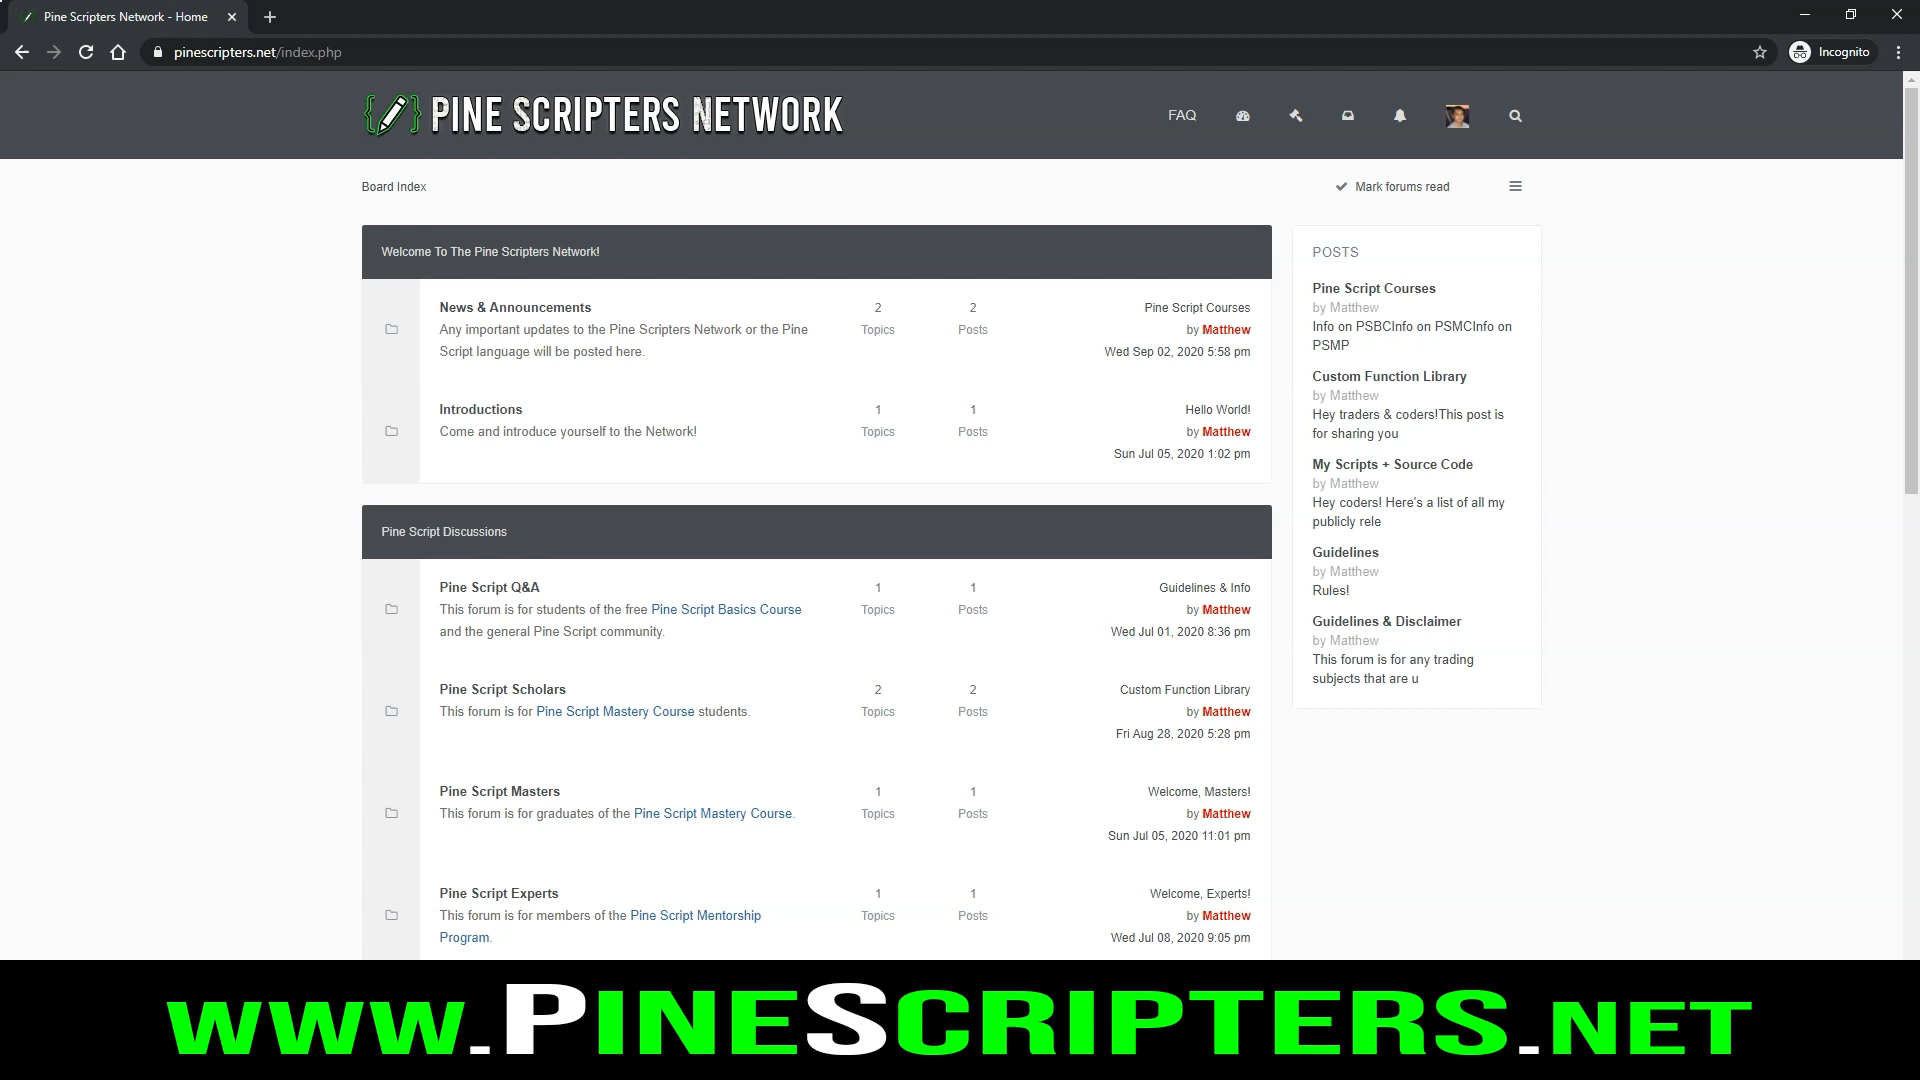 Pine Scripters Network - Home
pinescripters.net/index.php
Incognito
PINE SCRIPTERS NETWORK
FAQ
Board Index
Mark forums read
Welcome To The Pine Scripters Network!
News & Announcements
Any important updates to the Pine Scripters Network or the Pine
Script language will be posted here.
2
Topics
2
Posts
Pine Script Courses
by Matthew
Wed Sep 02, 2020 5:58 pm
Introductions
Come and introduce yourself to the Network!
1
Topics
1
Posts
Hello World!
by Matthew
Sun Jul 05, 2020 1:02 pm
Pine Script Discussions
Pine Script Q&A
This forum is for students of the free Pine Script Basics Course
and the general Pine Script community.
1
Topics
1
Posts
Guidelines & Info
by Matthew
Wed Jul 01, 2020 8:36 pm
Pine Script Scholars
This forum is for Pine Script Mastery Course students.
2
Topics
2
Posts
Custom Function Library
by Matthew
Fri Aug 28, 2020 5:28 pm
Pine Script Masters
This forum is for graduates of the Pine Script Mastery Course.
1
Topics
1
Posts
Welcome, Masters!
by Matthew
Sun Jul 05, 2020 11:01 pm
Pine Script Experts
This forum is for members of the Pine Script Mentorship
Program.
1
Topics
1
Posts
Welcome, Experts!
by Matthew
Wed Jul 08, 2020 9:05 pm
POSTS
Pine Script Courses
by Matthew
Info on PSBCInfo on PSMCInfo on
PSMP
Custom Function Library
by Matthew
Hey traders & coders!This post is
for sharing you
My Scripts + Source Code
by Matthew
Hey coders! Here's a list of all my
publicly rele
Guidelines
by Matthew
Rules!
Guidelines & Disclaimer
by Matthew
This forum is for any trading
subjects that are u
www.PineScripters.net